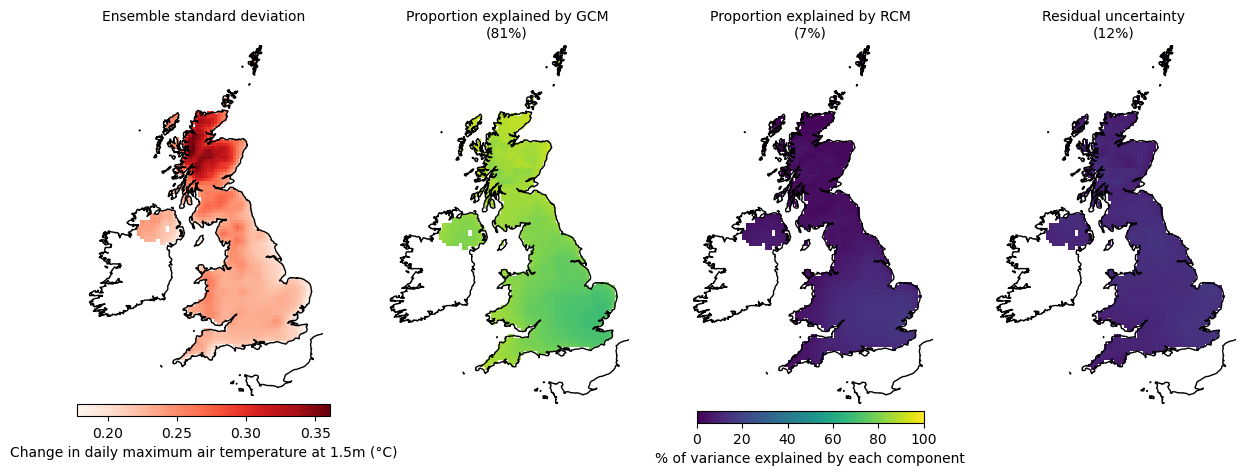 Ensemble standard deviation
Proportion explained by GCM
(81%)
Proportion explained by RCM
(7%)
Residual uncertainty
(12%)
0.20 0.25 0.30 0.35
Change in daily maximum air temperature at 1.5m (°C)
0 20 40 60 80 100
% of variance explained by each component